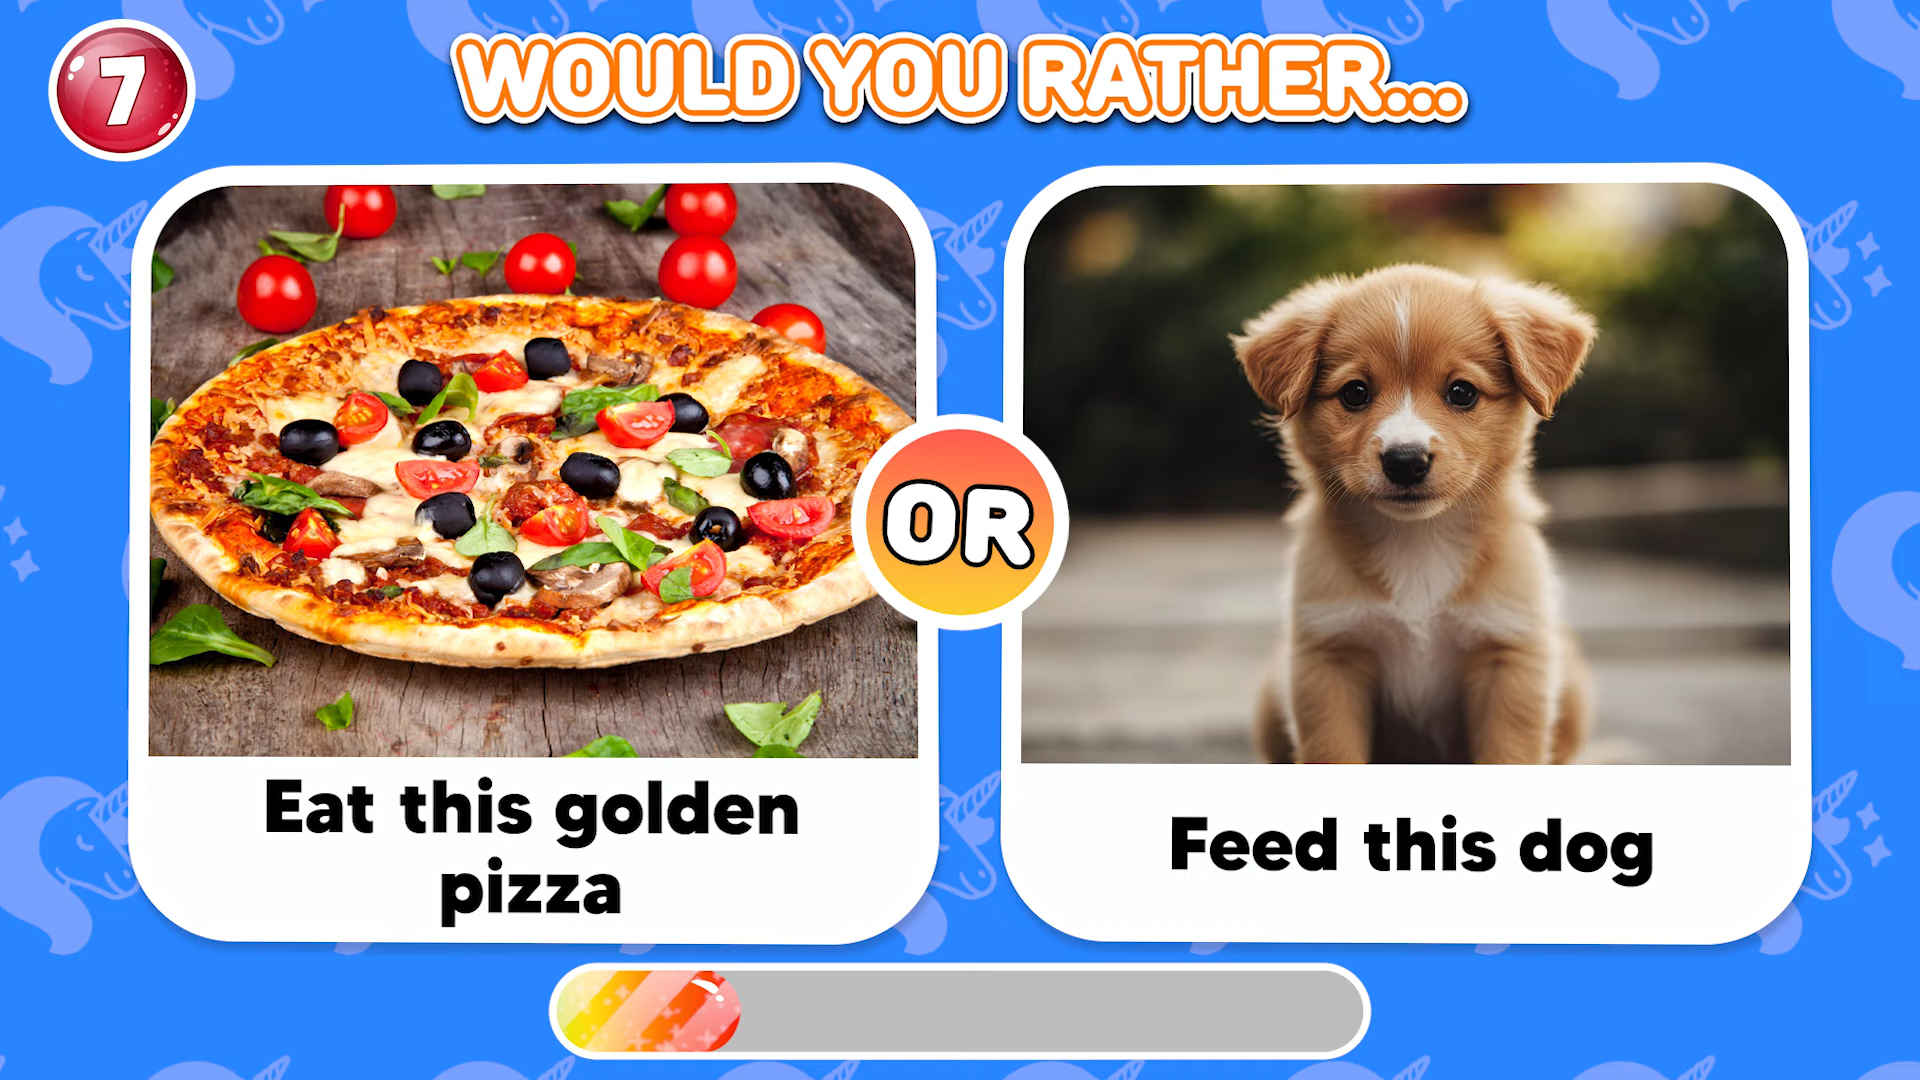 7
WOULD YOU RATHER...
OR
Eat this golden
pizza
Feed this dog